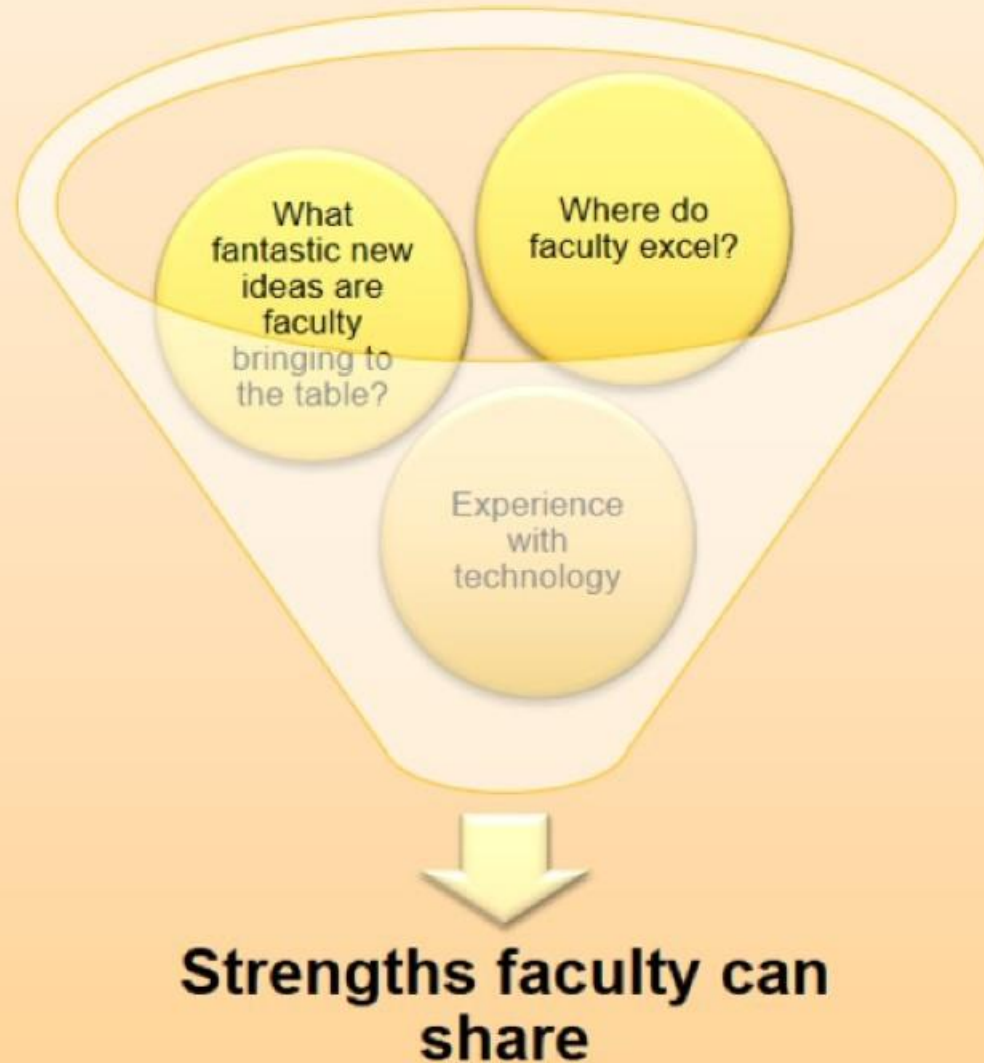 What
fantastic new
ideas are
faculty
bringing to
the table?
Where do
faculty excel?
Experience
with
technology
Strengths faculty can
share